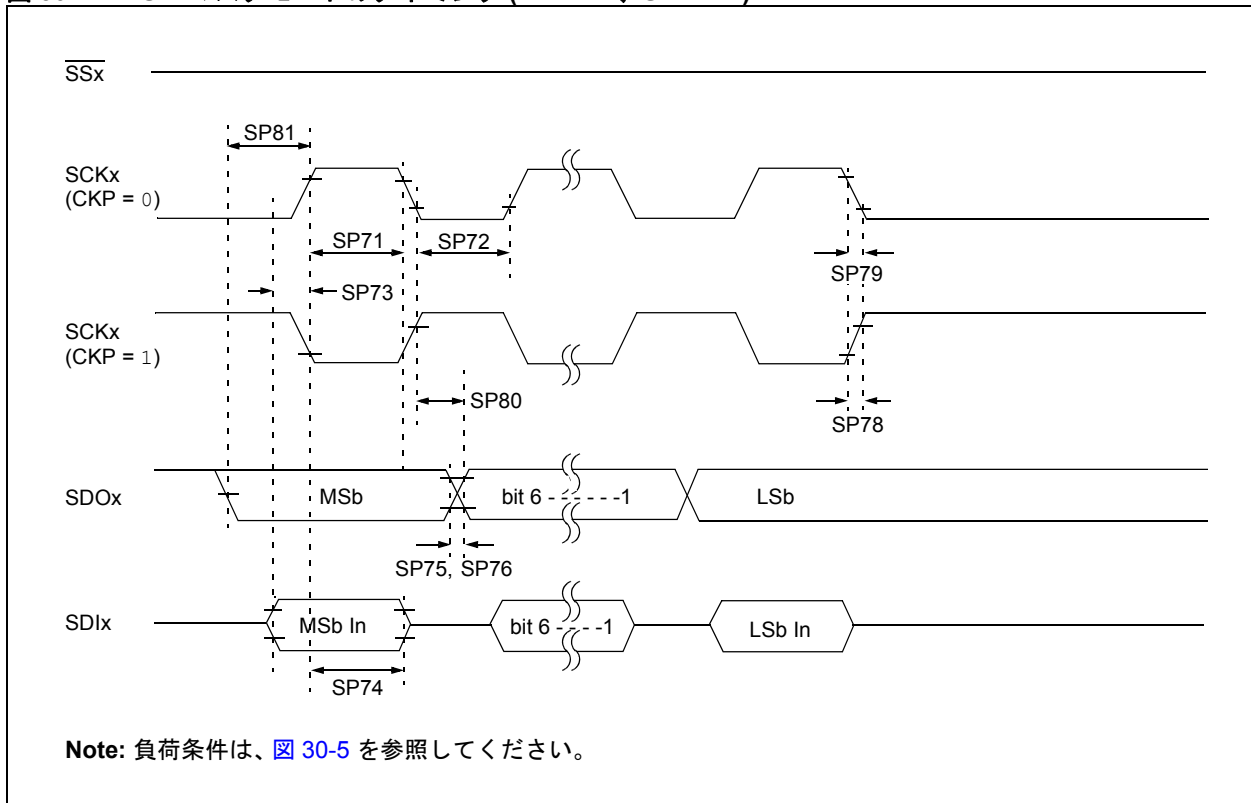 SSx
SP81
SCKx
(CKP = 0)
SP71
SP72
SP79
SP73
SCKx
(CKP = 1)
SP80
SP78
SDOx
MSb
bit 6 - - - - - -1
LSb
SP75, SP76
SDIx
MSb In
bit 6 - - - -1
LSb In
SP74
Note: 負荷条件は、図 30-5 を参照してください。